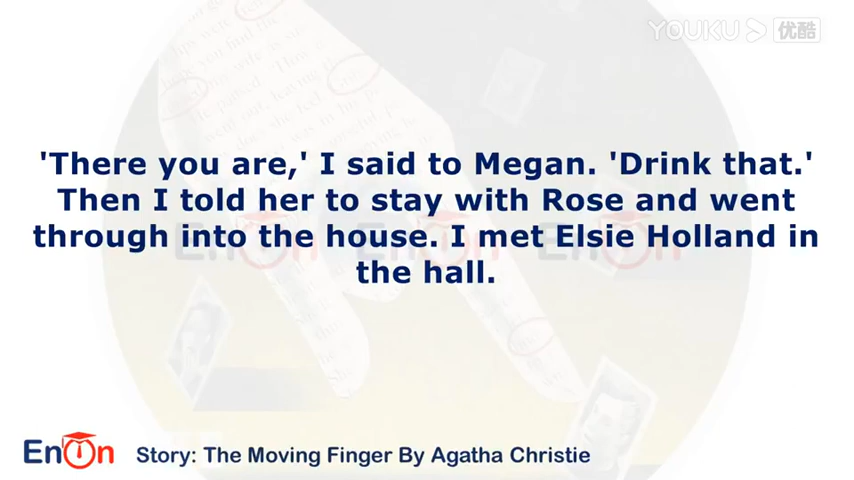 YOUKU 优酷
'There you are,' I said to Megan. 'Drink that.'
Then I told her to stay with Rose and went
through into the house. I met Elsie Holland in
the hall.
EnOn
Story: The Moving Finger By Agatha Christie